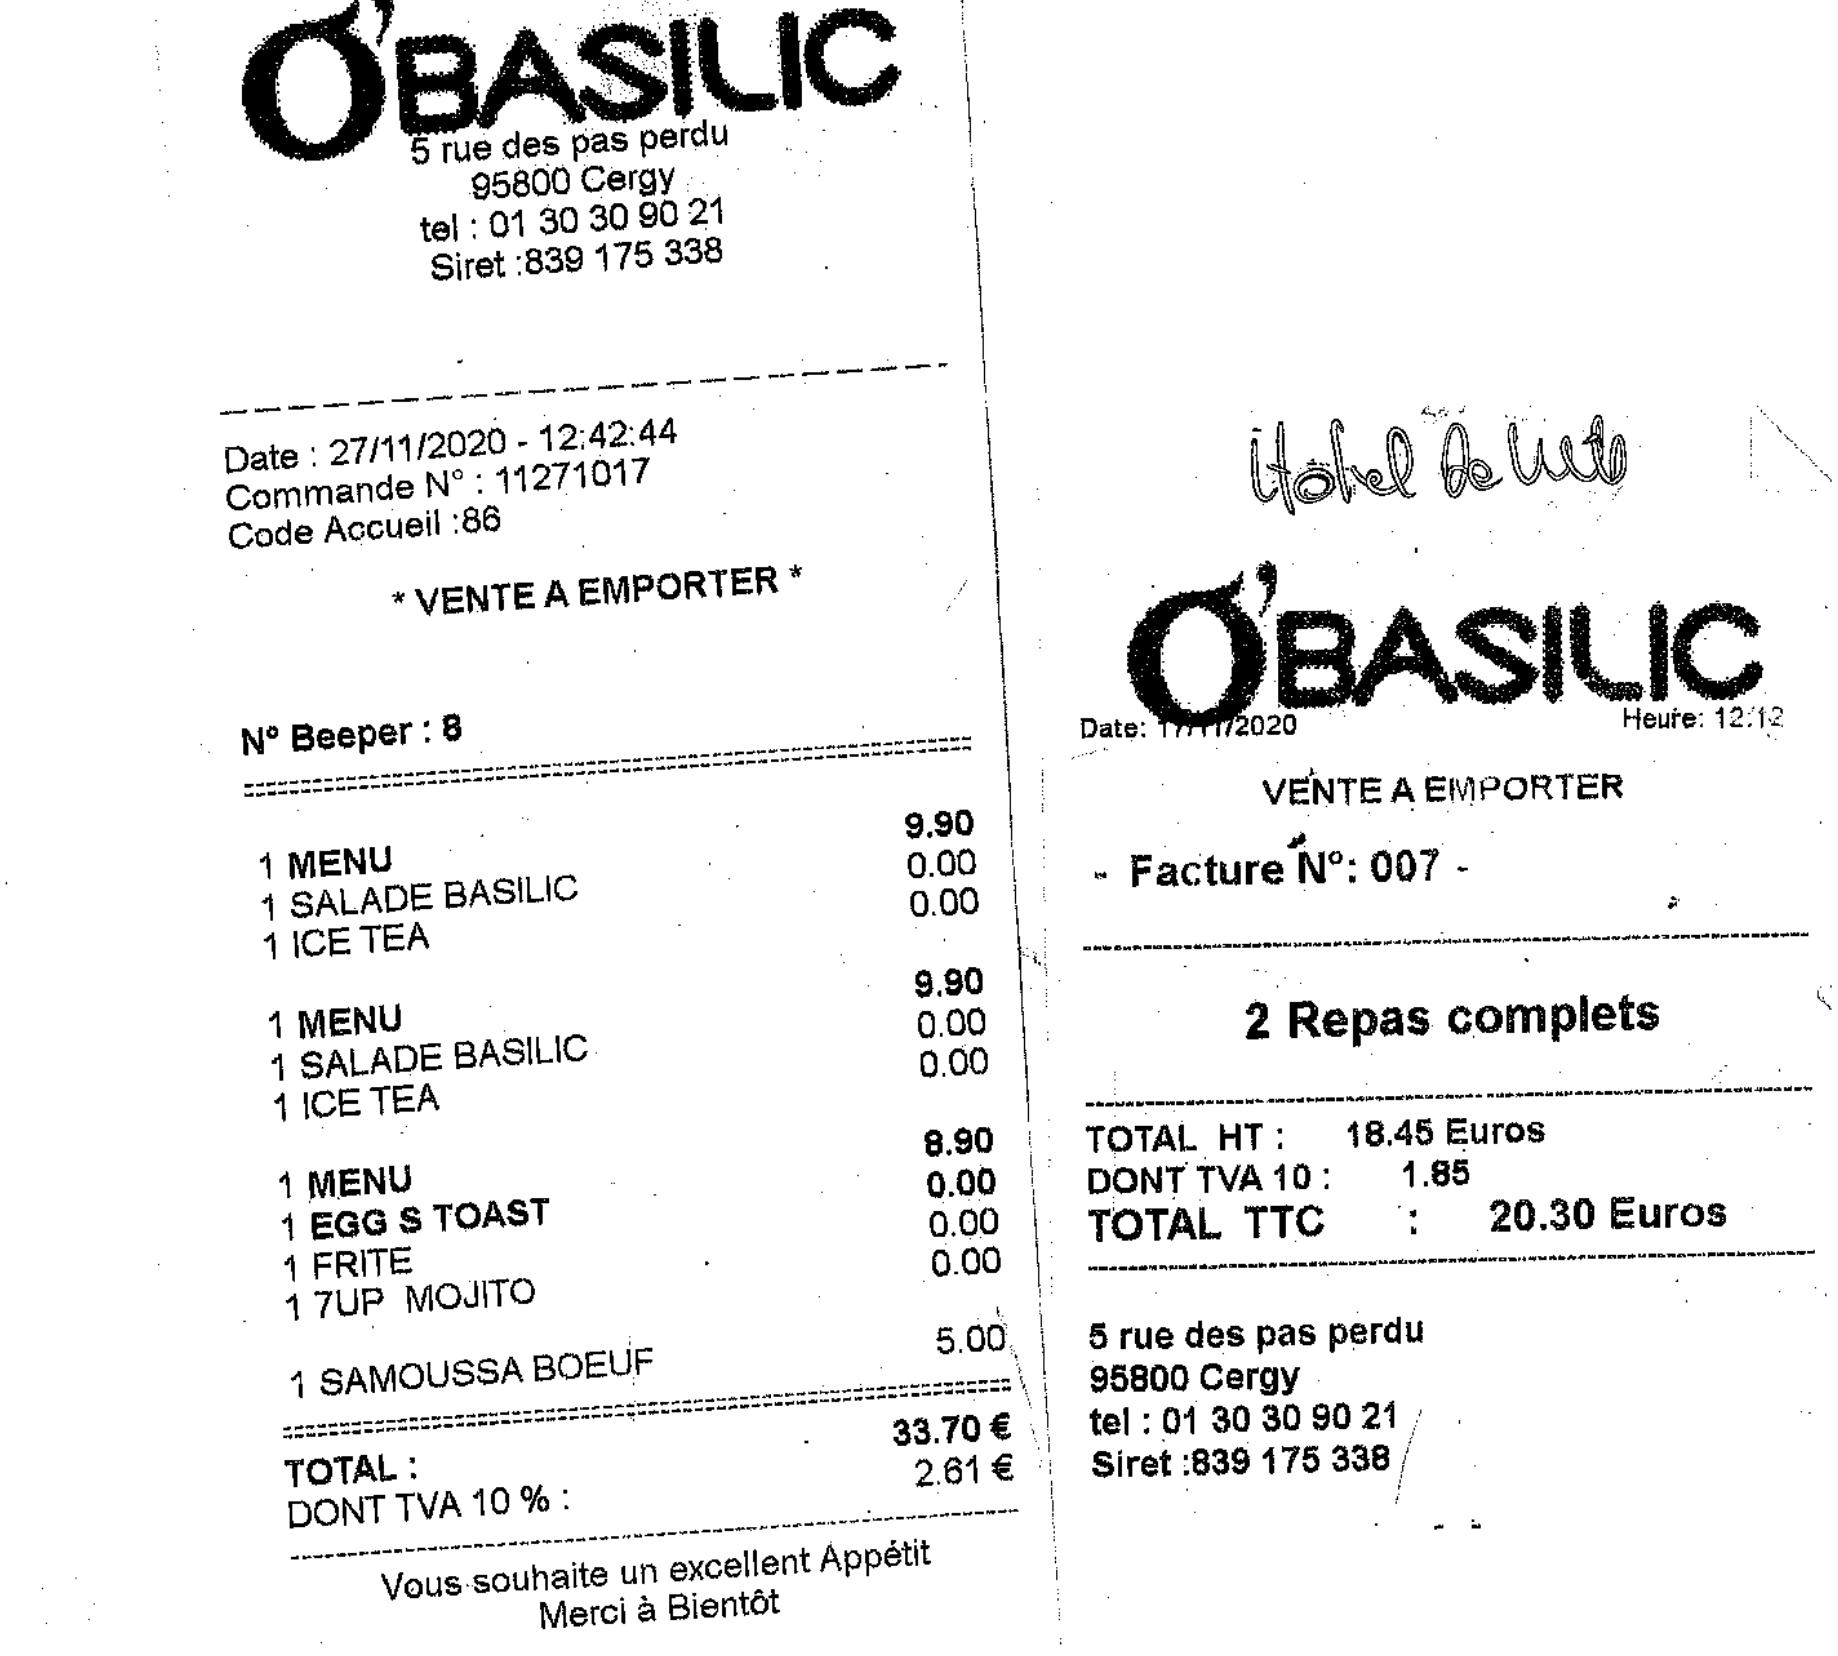 O'BASILIC
5 rue des pas perdu
95800 Cergy
tel : 01 30 30 90 21
Siret :839 175 338
Date : 27/11/2020 - 12:42:44
Commande N° : 11271017
Code Accueil :86
* VENTE A EMPORTER *
N° Beeper : 8
1 MENU 9.90
1 SALADE BASILIC 0.00
1 ICE TEA 0.00
1 MENU 9.90
1 SALADE BASILIC 0.00
1 ICE TEA 0.00
1 MENU 8.90
1 EGG S TOAST 0.00
1 FRITE 0.00
1 7UP MOJITO 0.00
1 SAMOUSSA BOEUF 5.00
TOTAL : 33.70 €
DONT TVA 10 % : 2.61 €
Vous souhaite un excellent Appétit
Merci à Bientôt
Hôtel de
O'BASILIC
Date: 17/11/2020 Heure: 12:12
VENTE A EMPORTER
- Facture N°: 007 -
2 Repas complets
TOTAL HT : 18.45 Euros
DONT TVA 10 : 1.85
TOTAL TTC : 20.30 Euros
5 rue des pas perdu
95800 Cergy
tel : 01 30 30 90 21
Siret :839 175 338